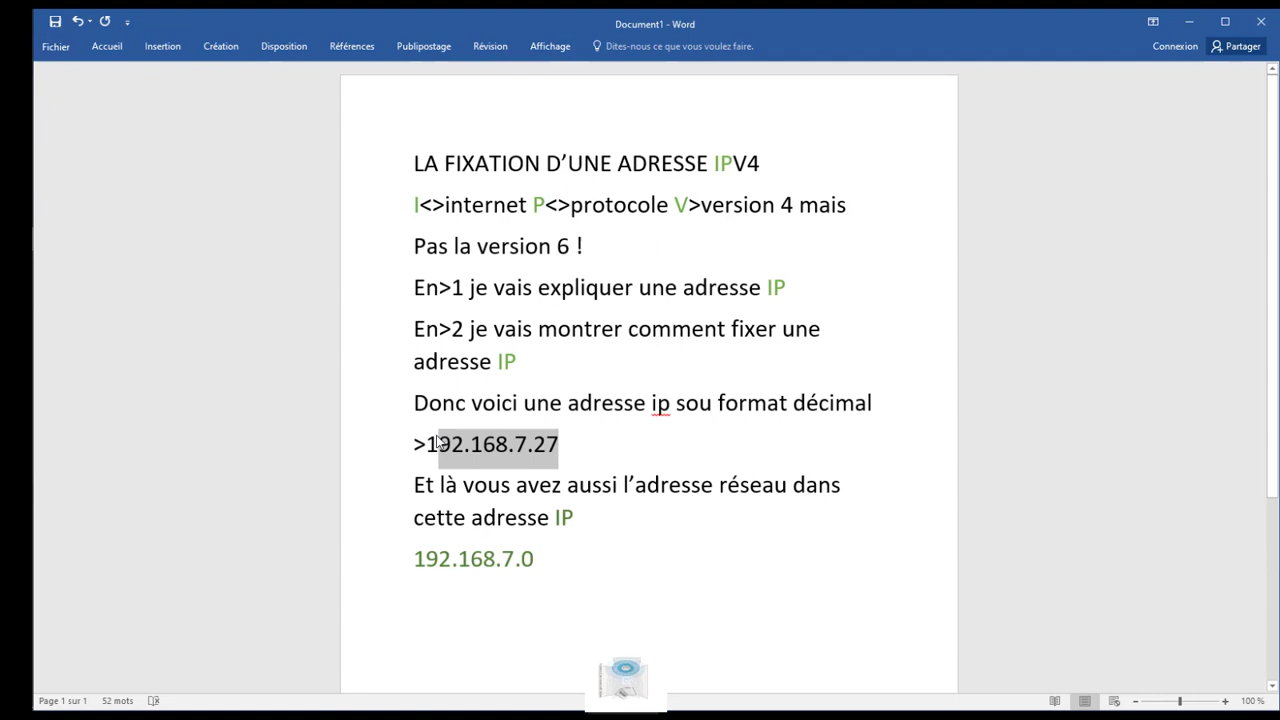 Document1 - Word
Fichier Accueil Insertion Création Disposition Références Publipostage Révision Affichage Dites-nous ce que vous voulez faire. Connexion Partager
LA FIXATION D’UNE ADRESSE IPV4
I<>internet P<>protocole V>version 4 mais
Pas la version 6 !
En>1 je vais expliquer une adresse IP
En>2 je vais montrer comment fixer une
adresse IP
Donc voici une adresse ip sou format décimal
>192.168.7.27
Et là vous avez aussi l’adresse réseau dans
cette adresse IP
192.168.7.0
Page 1 sur 1 52 mots 100 %